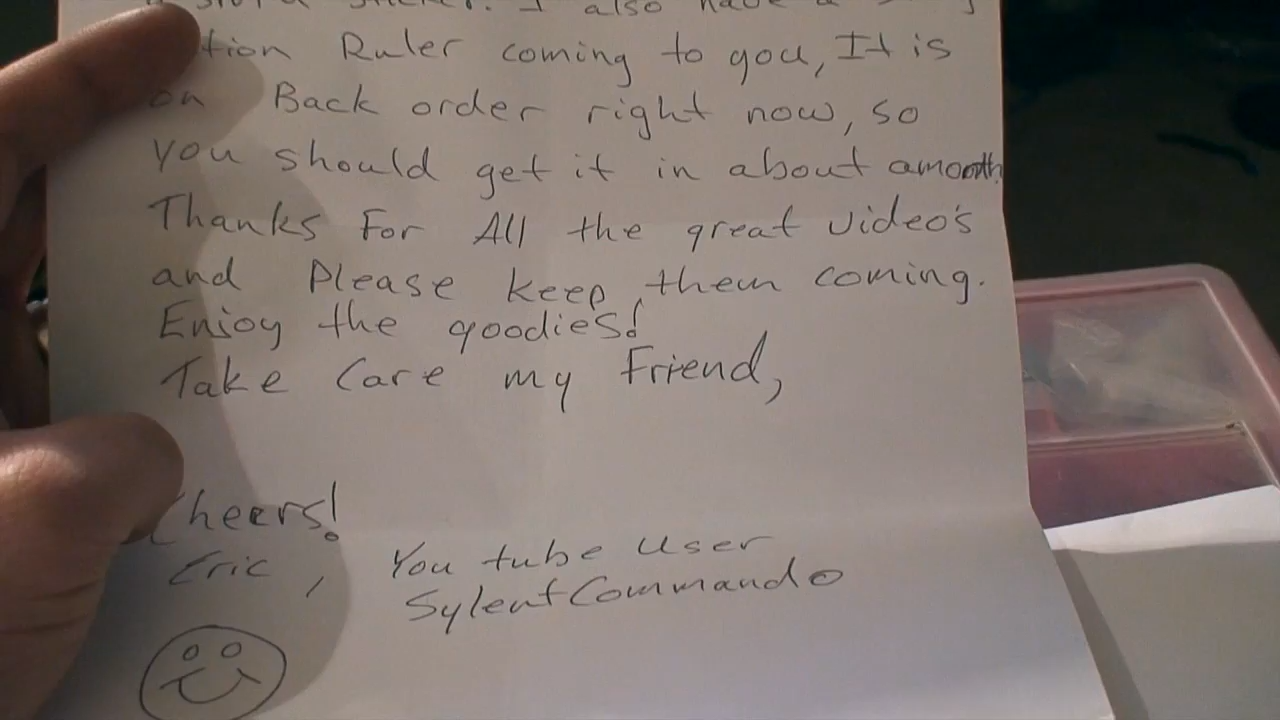 I also have a
tion Ruler coming to you, It is
on Back order right now, so
you should get it in about a month
Thanks For All the great video's
and Please keep them coming.
Enjoy the goodies!
Take Care my Friend,
Cheers!
Eric, You tube user
SylentCommando